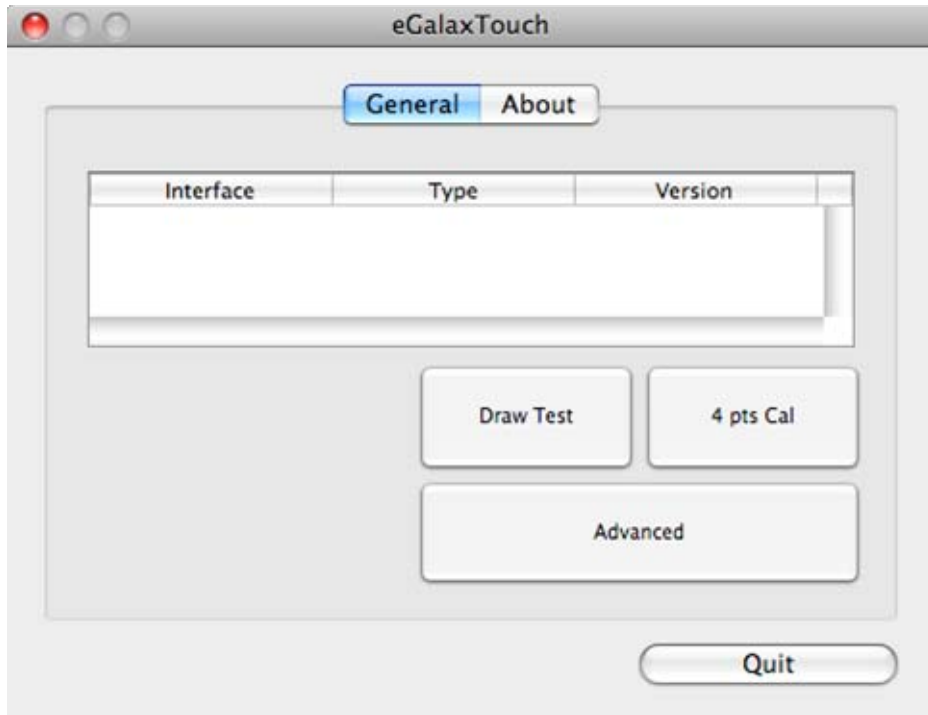 eGalaxTouch
General About
Interface Type Version
Draw Test 4 pts Cal
Advanced
Quit